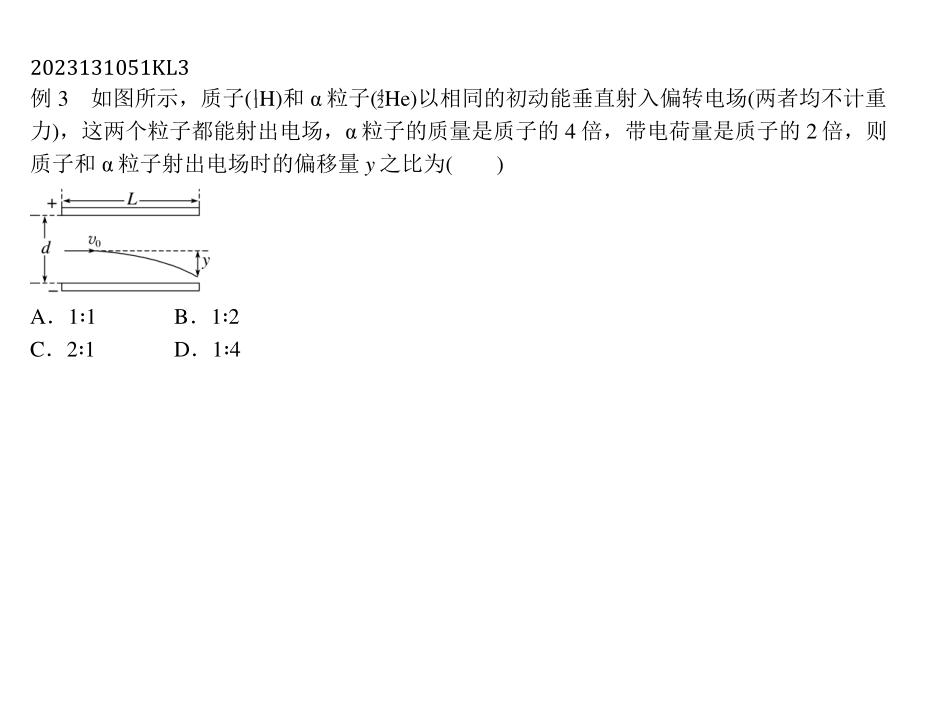 2023131051KL3
例 3　如图所示，质子(¹₁H)和 α 粒子(⁴₂He)以相同的初动能垂直射入偏转电场(两者均不计重
力)，这两个粒子都能射出电场，α 粒子的质量是质子的 4 倍，带电荷量是质子的 2 倍，则
质子和 α 粒子射出电场时的偏移量 y 之比为(　　)
+ L
d v₀ y
−
A．1∶1　　B．1∶2
C．2∶1　　D．1∶4